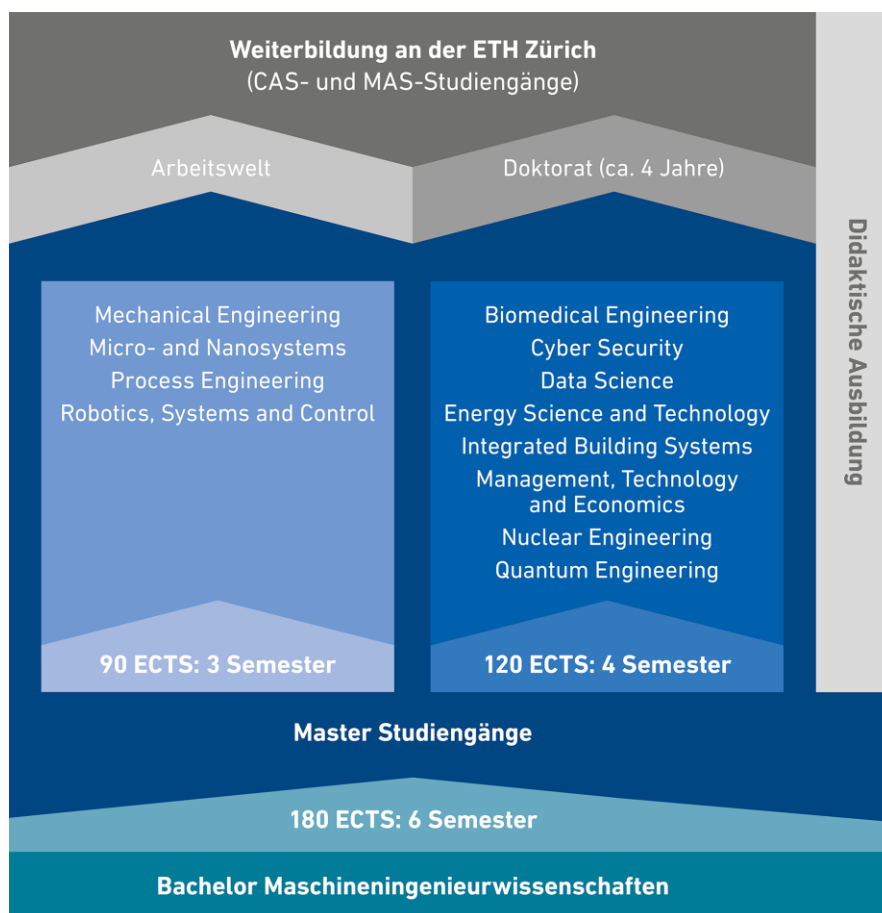 Weiterbildung an der ETH Zürich
(CAS- und MAS-Studiengänge)
Arbeitswelt
Doktorat (ca. 4 Jahre)
Didaktische Ausbildung
Mechanical Engineering
Micro- and Nanosystems
Process Engineering
Robotics, Systems and Control
90 ECTS: 3 Semester
Biomedical Engineering
Cyber Security
Data Science
Energy Science and Technology
Integrated Building Systems
Management, Technology
and Economics
Nuclear Engineering
Quantum Engineering
120 ECTS: 4 Semester
Master Studiengänge
180 ECTS: 6 Semester
Bachelor Maschineningenieurwissenschaften